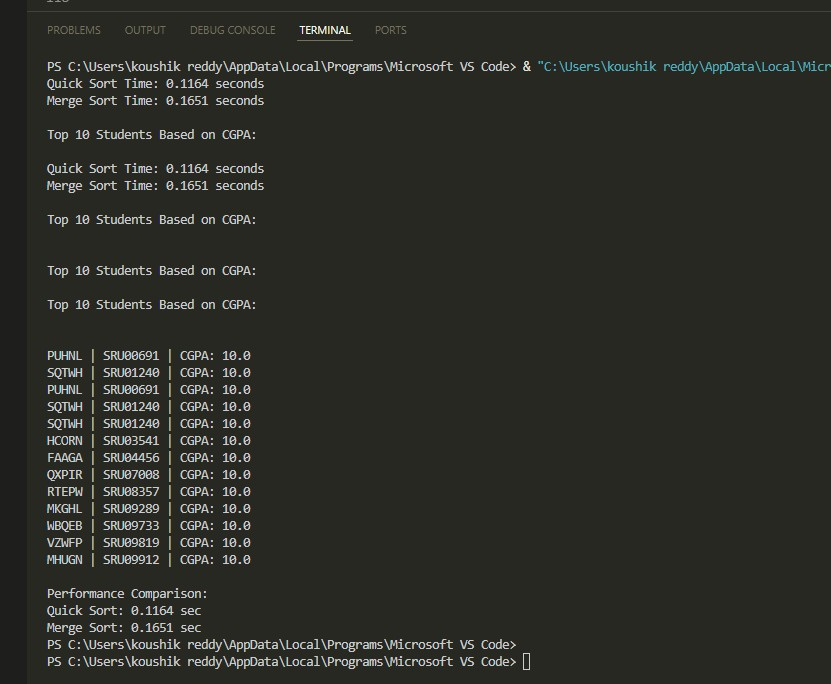 PROBLEMS OUTPUT DEBUG CONSOLE TERMINAL PORTS
PS C:\Users\koushik reddy\AppData\Local\Programs\Microsoft VS Code> & "C:\Users\koushik reddy\AppData\Local\Micr
Quick Sort Time: 0.1164 seconds
Merge Sort Time: 0.1651 seconds
Top 10 Students Based on CGPA:
Quick Sort Time: 0.1164 seconds
Merge Sort Time: 0.1651 seconds
Top 10 Students Based on CGPA:
Top 10 Students Based on CGPA:
Top 10 Students Based on CGPA:
PUHNL | SRU00691 | CGPA: 10.0
SQTWH | SRU01240 | CGPA: 10.0
PUHNL | SRU00691 | CGPA: 10.0
SQTWH | SRU01240 | CGPA: 10.0
SQTWH | SRU01240 | CGPA: 10.0
HCORN | SRU03541 | CGPA: 10.0
FAAGA | SRU04456 | CGPA: 10.0
QXPIR | SRU07008 | CGPA: 10.0
RTEPW | SRU08357 | CGPA: 10.0
MKGHL | SRU09289 | CGPA: 10.0
WBQEB | SRU09733 | CGPA: 10.0
VZWFP | SRU09819 | CGPA: 10.0
MHUGN | SRU09912 | CGPA: 10.0
Performance Comparison:
Quick Sort: 0.1164 sec
Merge Sort: 0.1651 sec
PS C:\Users\koushik reddy\AppData\Local\Programs\Microsoft VS Code>
PS C:\Users\koushik reddy\AppData\Local\Programs\Microsoft VS Code>